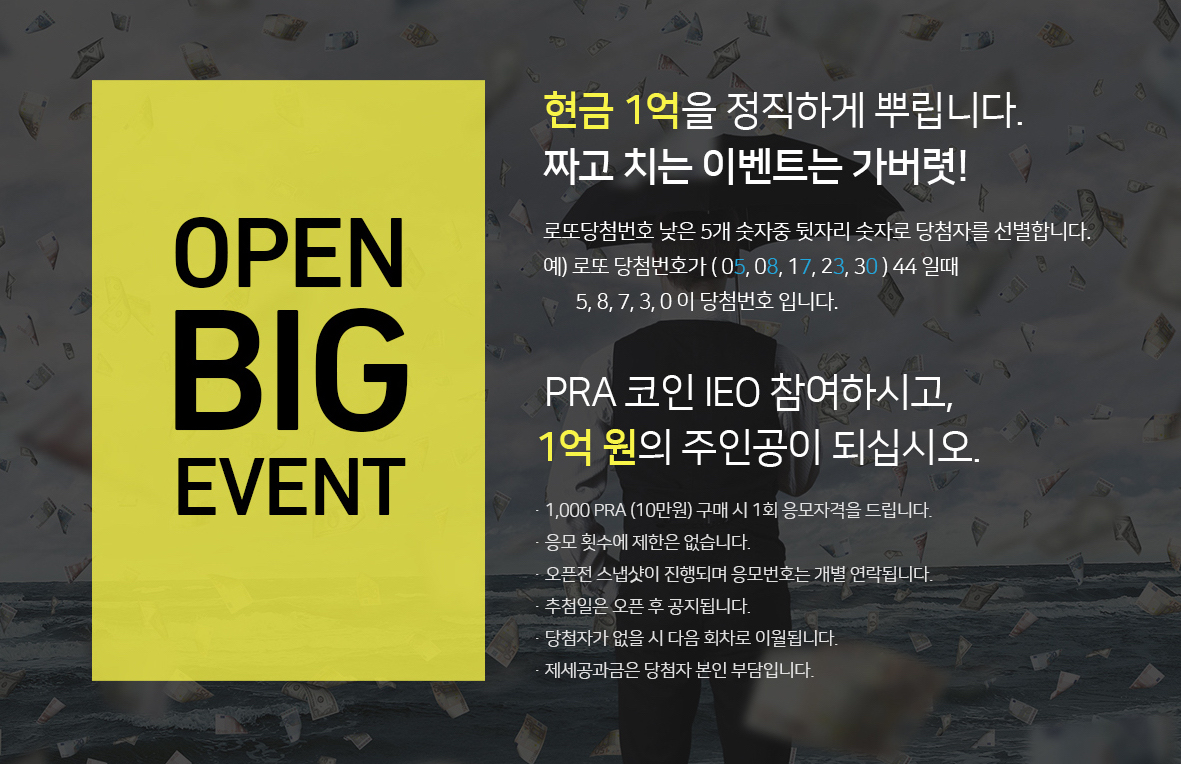 OPEN
BIG
EVENT
현금 1억을 정직하게 뿌립니다.
짜고 치는 이벤트는 가버렷!
로또당첨번호 낮은 5개 숫자중 뒷자리 숫자로 당첨자를 선별합니다.
예) 로또 당첨번호가 ( 05, 08, 17, 23, 30 ) 44 일때
5, 8, 7, 3, 0 이 당첨번호 입니다.
PRA 코인 IEO 참여하시고,
1억 원의 주인공이 되십시오.
· 1,000 PRA (10만원) 구매 시 1회 응모자격을 드립니다.
· 응모 횟수에 제한은 없습니다.
· 오픈전 스냅샷이 진행되며 응모번호는 개별 연락됩니다.
· 추첨일은 오픈 후 공지됩니다.
· 당첨자가 없을 시 다음 회차로 이월됩니다.
· 제세공과금은 당첨자 본인 부담입니다.